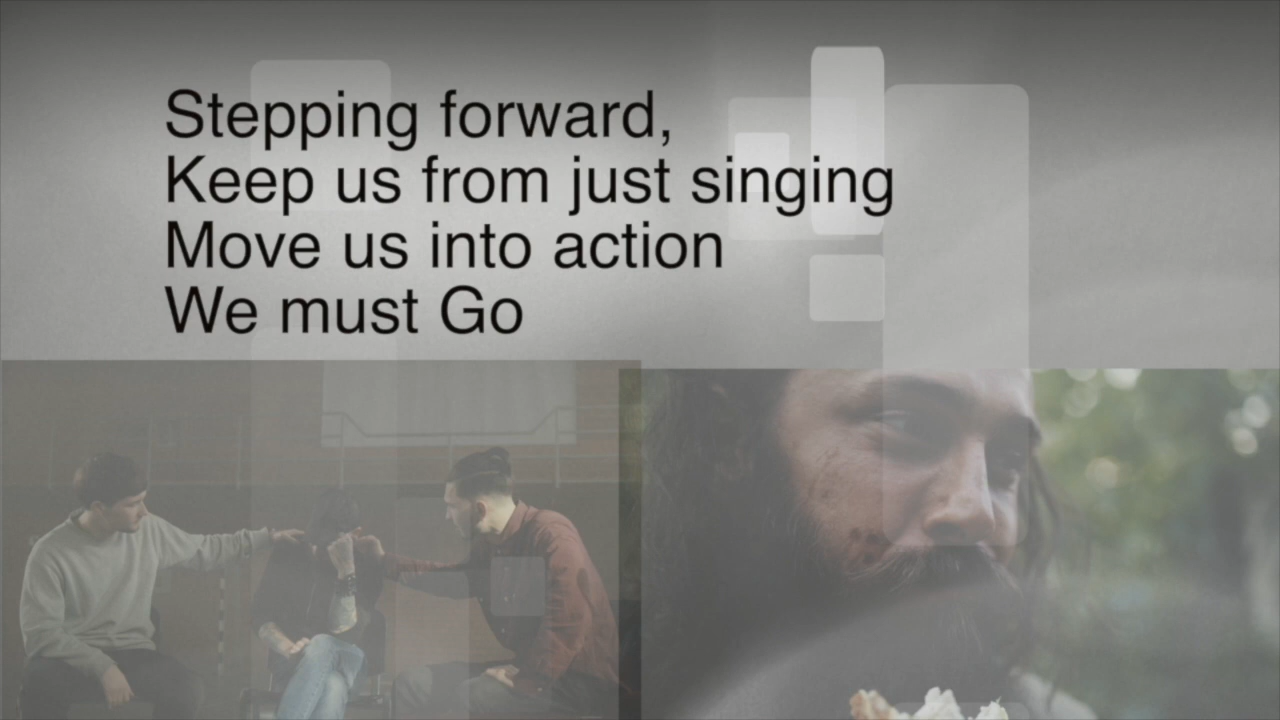 Stepping forward,
Keep us from just singing
Move us into action
We must Go